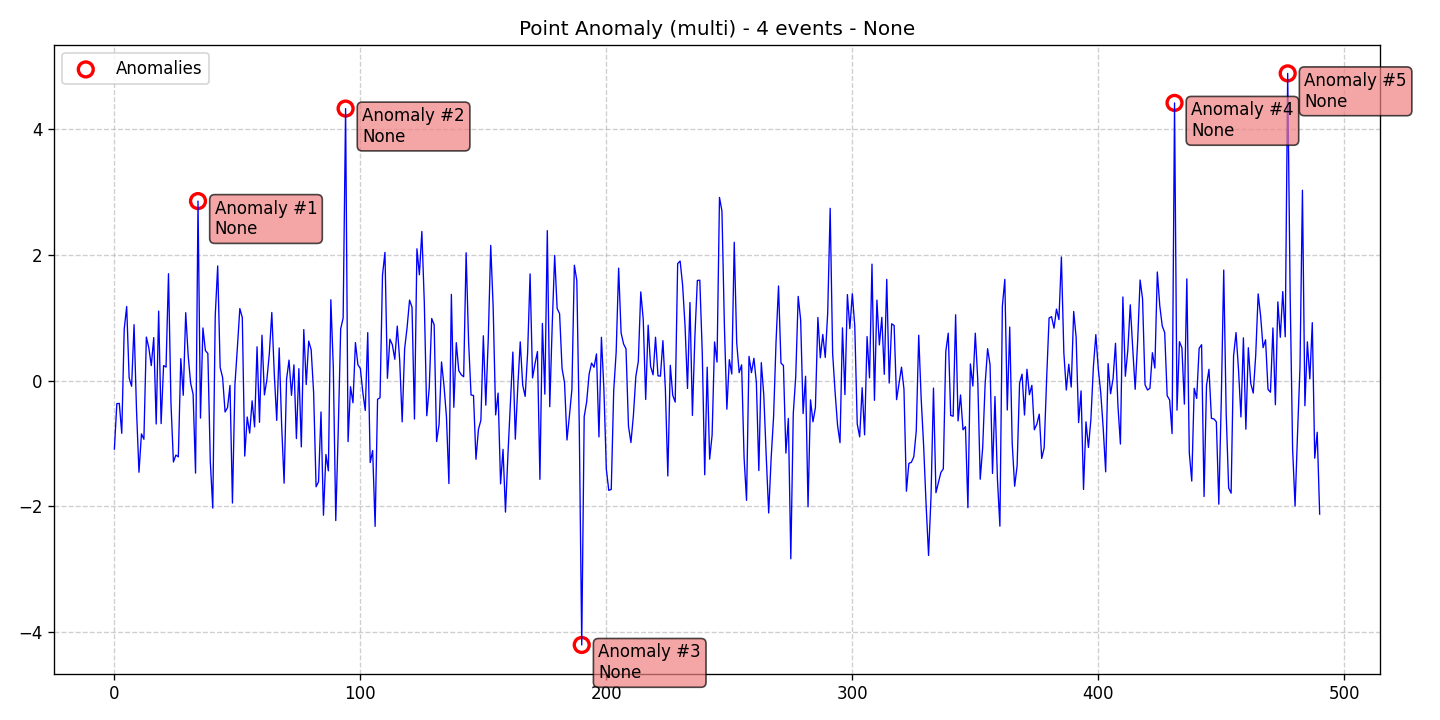 Point Anomaly (multi) - 4 events - None
Anomalies
Anomaly #5
None
Anomaly #2
None
Anomaly #4
None
Anomaly #1
None
Anomaly #3
None
4
2
0
−2
−4
0
100
200
300
400
500